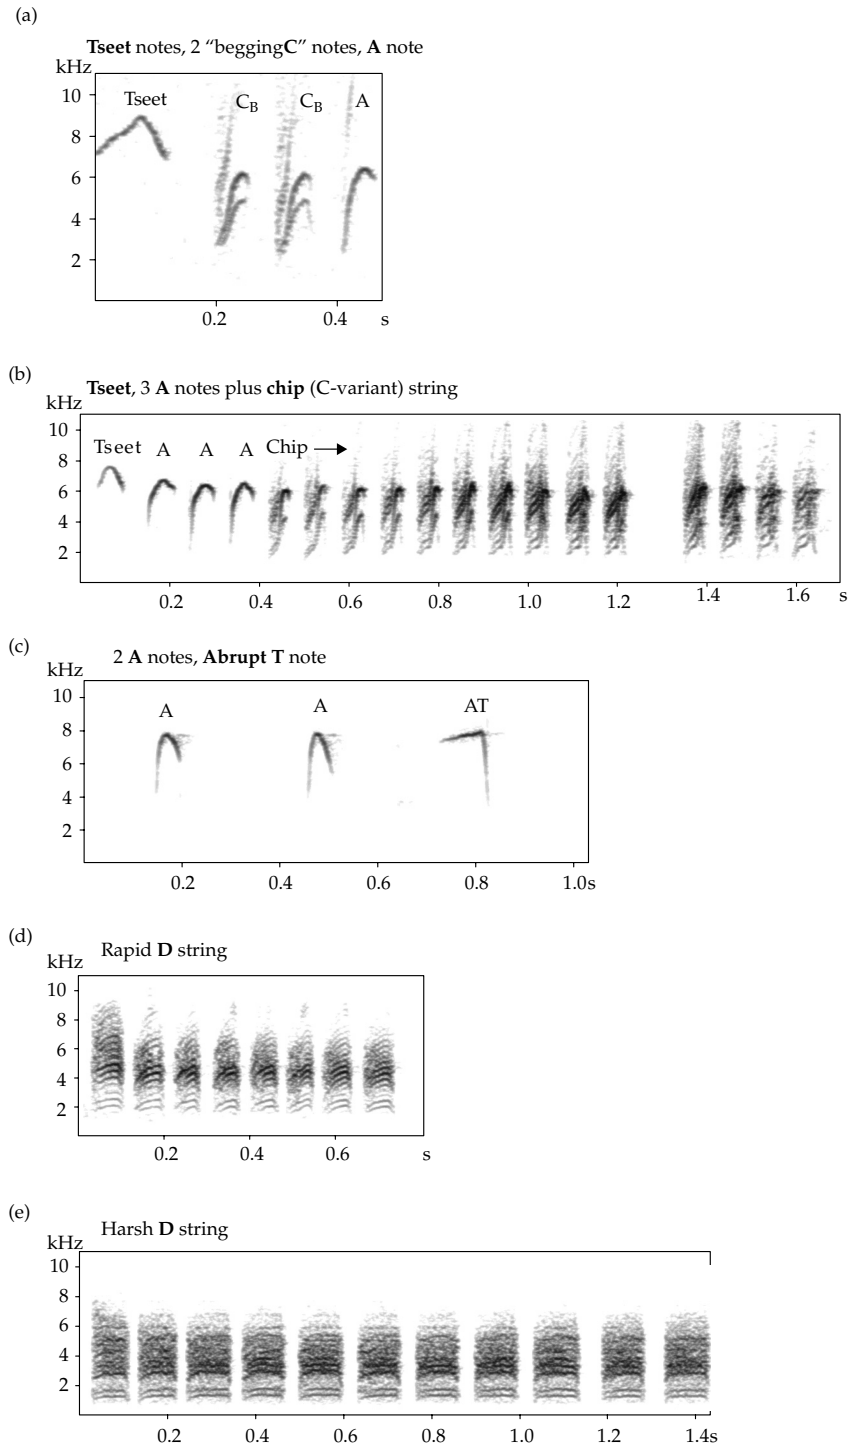 (a)
Tseet notes, 2 “beggingC” notes, A note
kHz
10
Tseet CB CB A
8
6
4
2
0.2 0.4 s
(b)
Tseet, 3 A notes plus chip (C-variant) string
kHz
10
Tseet A A A Chip
8
6
4
2
0.2 0.4 0.6 0.8 1.0 1.2 1.4 1.6 s
(c)
2 A notes, Abrupt T note
kHz
10
A A AT
8
6
4
2
0.2 0.4 0.6 0.8 1.0s
(d)
Rapid D string
kHz
10
8
6
4
2
0.2 0.4 0.6 s
(e)
Harsh D string
kHz
10
8
6
4
2
0.2 0.4 0.6 0.8 1.0 1.2 1.4s